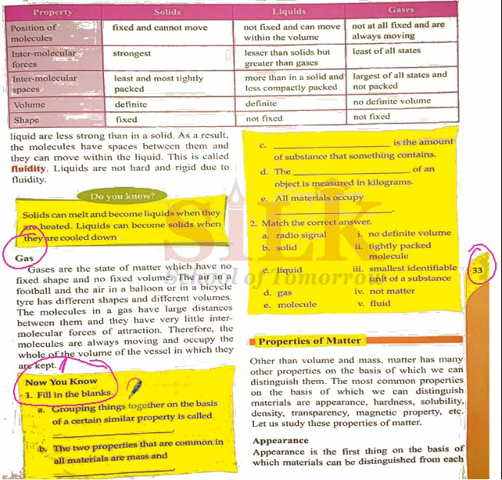 Property Solids Liquids Gases
Position of molecules fixed and cannot move not fixed and can move within the volume not at all fixed and are always moving
Inter-molecular forces strongest lesser than solids but greater than gases least of all states
Inter-molecular spaces least and most tightly packed more than in a solid and less compactly packed largest of all states and not packed
Volume definite definite no definite volume
Shape fixed not fixed not fixed
liquid are less strong than in a solid. As a result,
the molecules have spaces between them and
they can move within the liquid. This is called
fluidity. Liquids are not hard and rigid due to
fluidity.
Do you know?
Solids can melt and become liquids when they
are heated. Liquids can become solids when
they are cooled down
Gas
Gases are the state of matter which have no
fixed shape and no fixed volume. The air in a
football and the air in a balloon or in a bicycle
tyre has different shapes and different volumes.
The molecules in a gas have large distances
between them and they have very little inter-
molecular forces of attraction. Therefore, the
molecules are always moving and occupy the
whole of the volume of the vessel in which they
are kept.
Now You Know
1. Fill in the blanks.
a. Grouping things together on the basis
of a certain similar property is called
b. The two properties that are common in
all materials are mass and
c. is the amount
of substance that something contains.
d. The of an
object is measured in kilograms.
e. All materials occupy
2. Match the correct answer.
a. radio signal i. no definite volume
b. solid ii. tightly packed
molecule
c. liquid iii. smallest identifiable
unit of a substance
d. gas iv. not matter
e. molecule v. fluid
33
Properties of Matter
Other than volume and mass, matter has many
other properties on the basis of which we can
distinguish them. The most common properties
on the basis of which we can distinguish
materials are appearance, hardness, solubility,
density, transparency, magnetic property, etc.
Let us study these properties of matter.
Appearance
Appearance is the first thing on the basis of
which materials can be distinguished from each
SiLK
School of Tomorrow